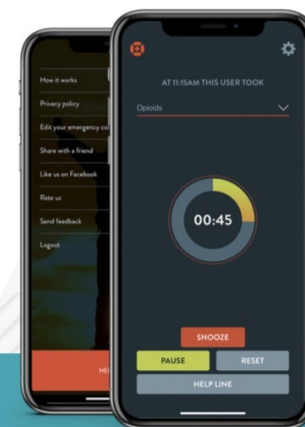 How it works
Privacy policy
Edit your emergency
Share with a friend
Like us on Facebook
Rate us
Send feedback
Logout
AT 11:15AM THIS USER TOOK
Opioids
00:45
SNOOZE
PAUSE
RESET
HELP LINE